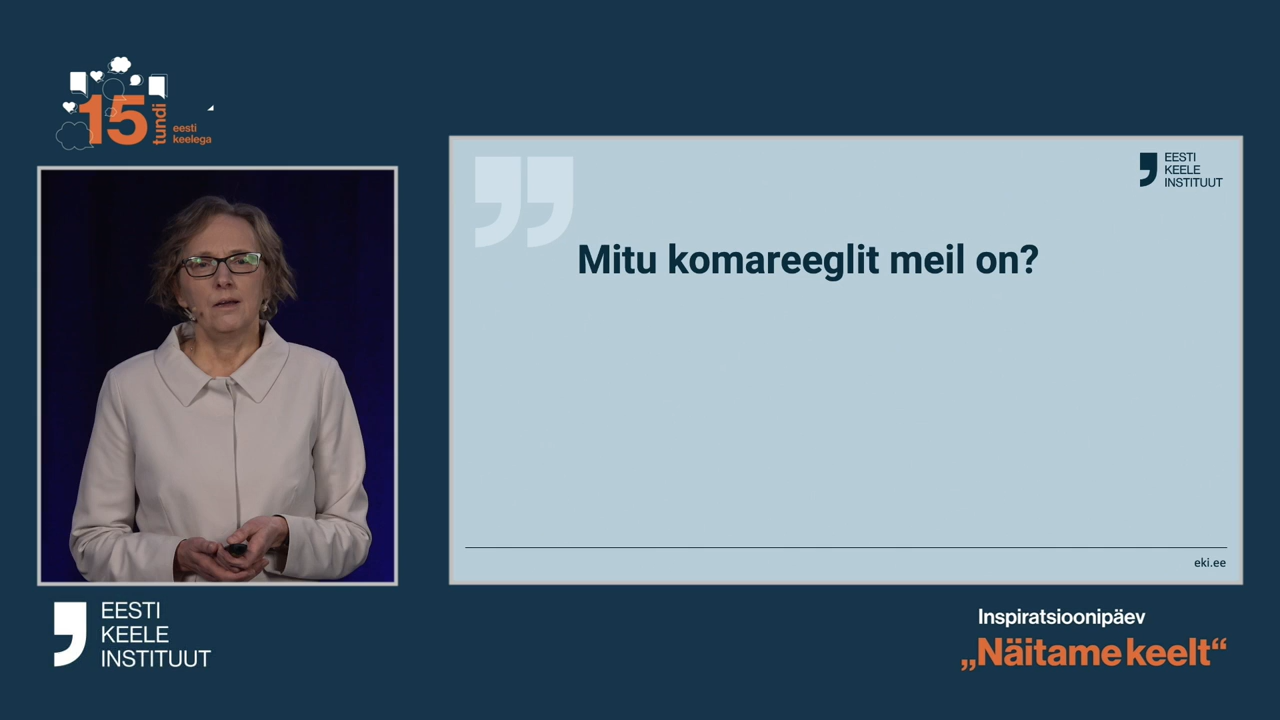 15
tundi
eesti
keelega
EESTI
KEELE
INSTITUUT
Mitu komareeglit meil on?
eki.ee
EESTI
KEELE
INSTITUUT
Inspiratsioonipäev
„Näitame keelt“